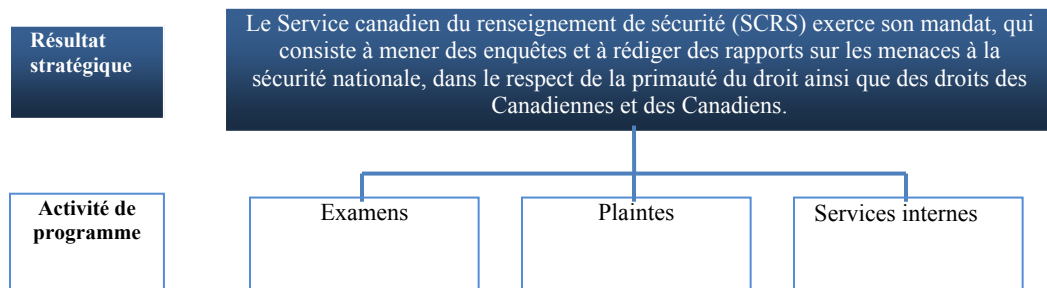 Résultat
stratégique
Le Service canadien du renseignement de sécurité (SCRS) exerce son mandat, qui
consiste à mener des enquêtes et à rédiger des rapports sur les menaces à la
sécurité nationale, dans le respect de la primauté du droit ainsi que des droits des
Canadiennes et des Canadiens.
Activité de
programme
Examens
Plaintes
Services internes